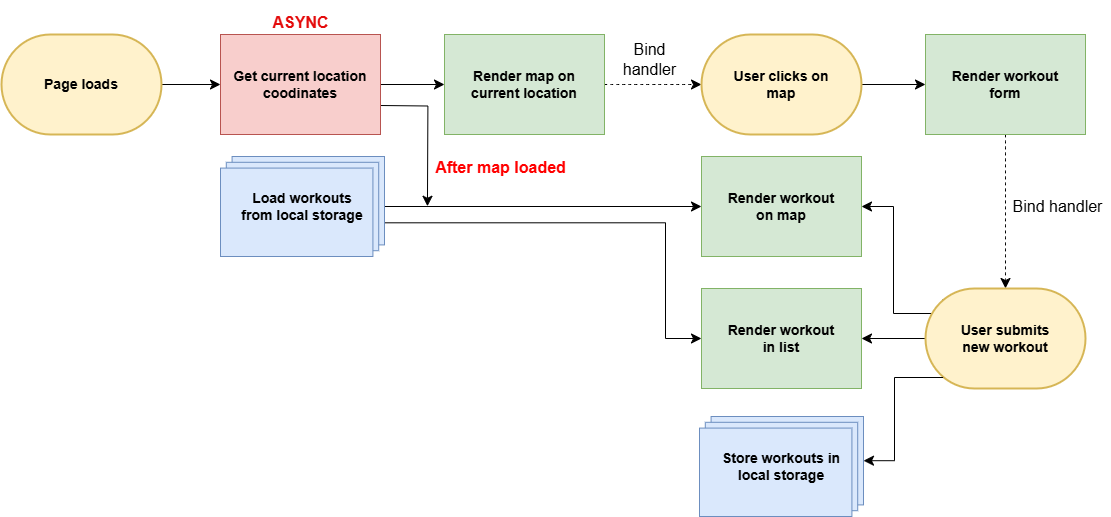 ASYNC
Page loads
Get current location
coodinates
Render map on
current location
Bind
handler
User clicks on
map
Render workout
form
After map loaded
Load workouts
from local storage
Render workout
on map
Bind handler
Render workout
in list
User submits
new workout
Store workouts in
local storage